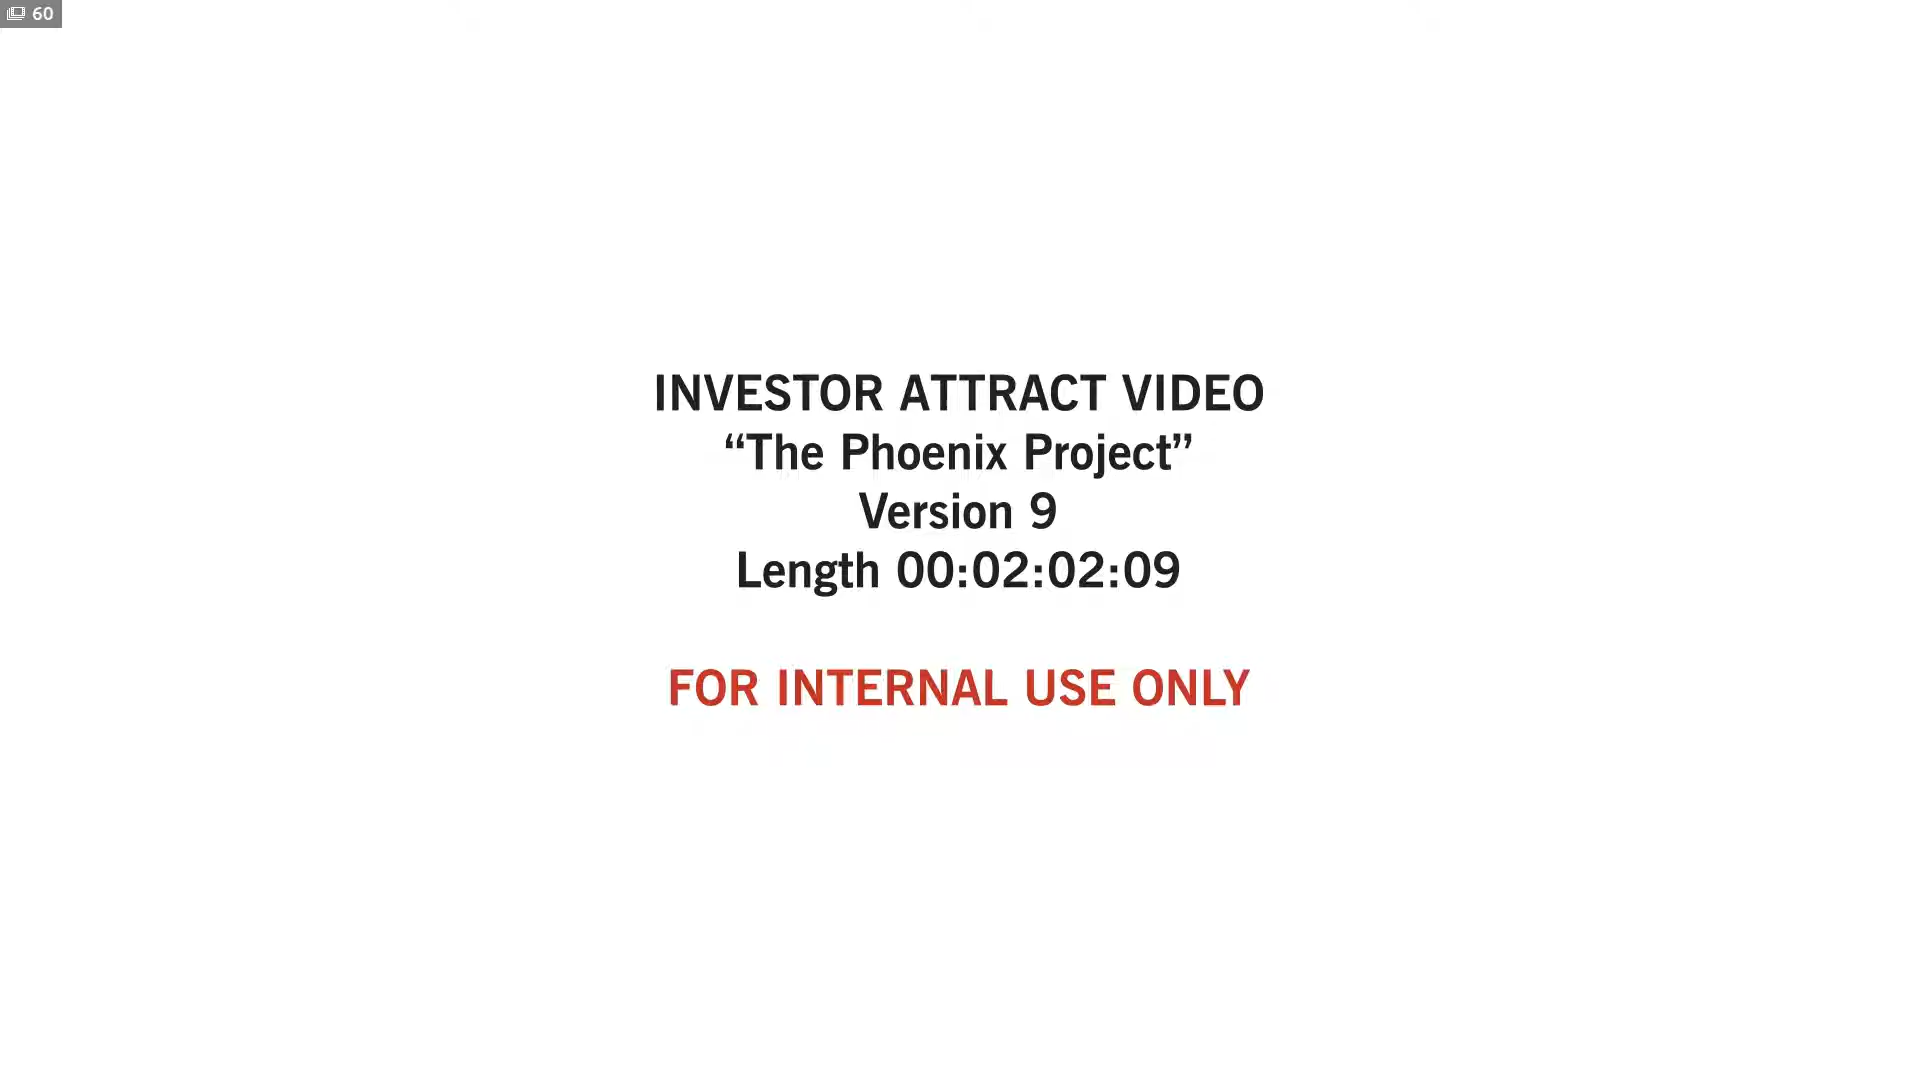 60
INVESTOR ATTRACT VIDEO
“The Phoenix Project”
Version 9
Length 00:02:02:09
FOR INTERNAL USE ONLY